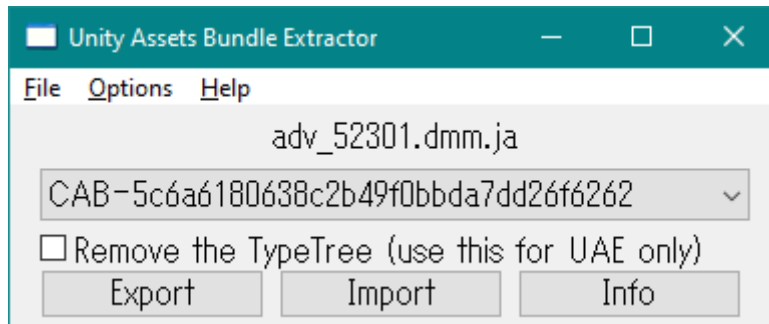 Unity Assets Bundle Extractor
File Options Help
adv_52301.dmm.ja
CAB-5c6a6180638c2b49f0bbda7dd26f6262
Remove the TypeTree (use this for UAE only)
Export Import Info